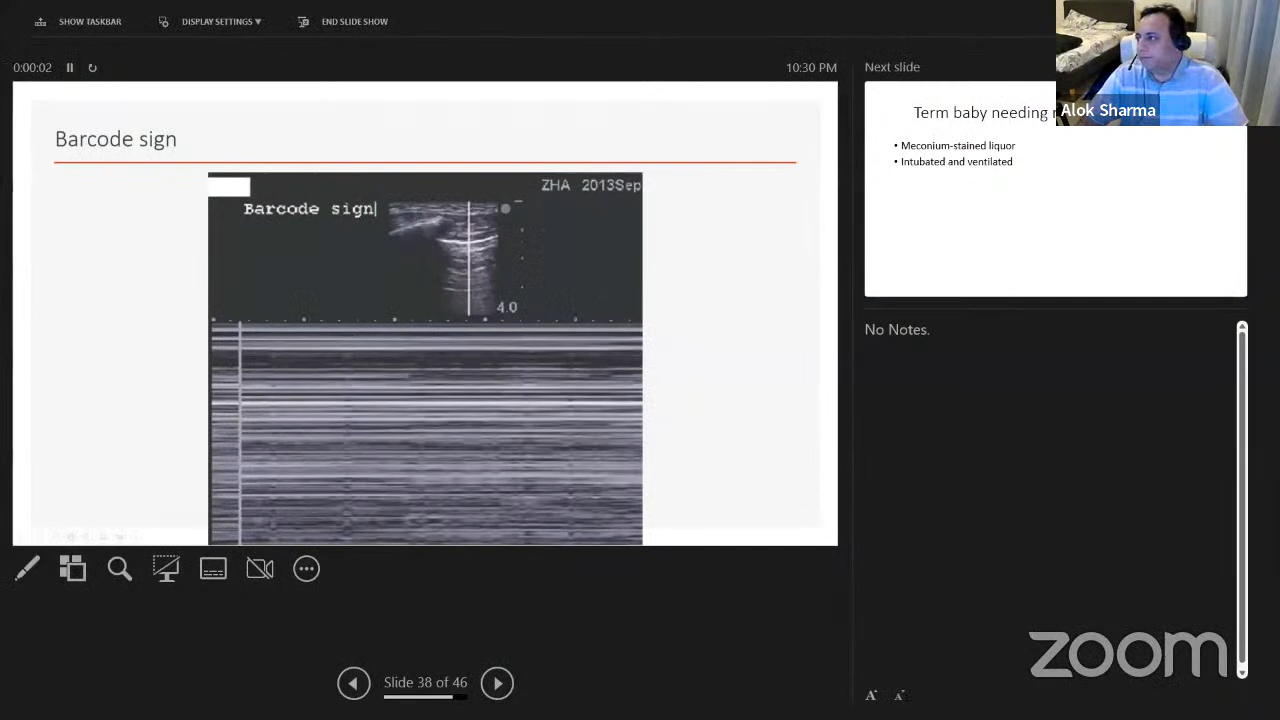 SHOW TASKBAR
DISPLAY SETTINGS ▼
END SLIDE SHOW
0:00:02
10:30 PM
Next slide
Alok Sharma
Barcode sign
ZHA 2013Sep
Barcode sign
4.0
Term baby needing
• Meconium-stained liquor
• Intubated and ventilated
No Notes.
Slide 38 of 46
zoom
A A